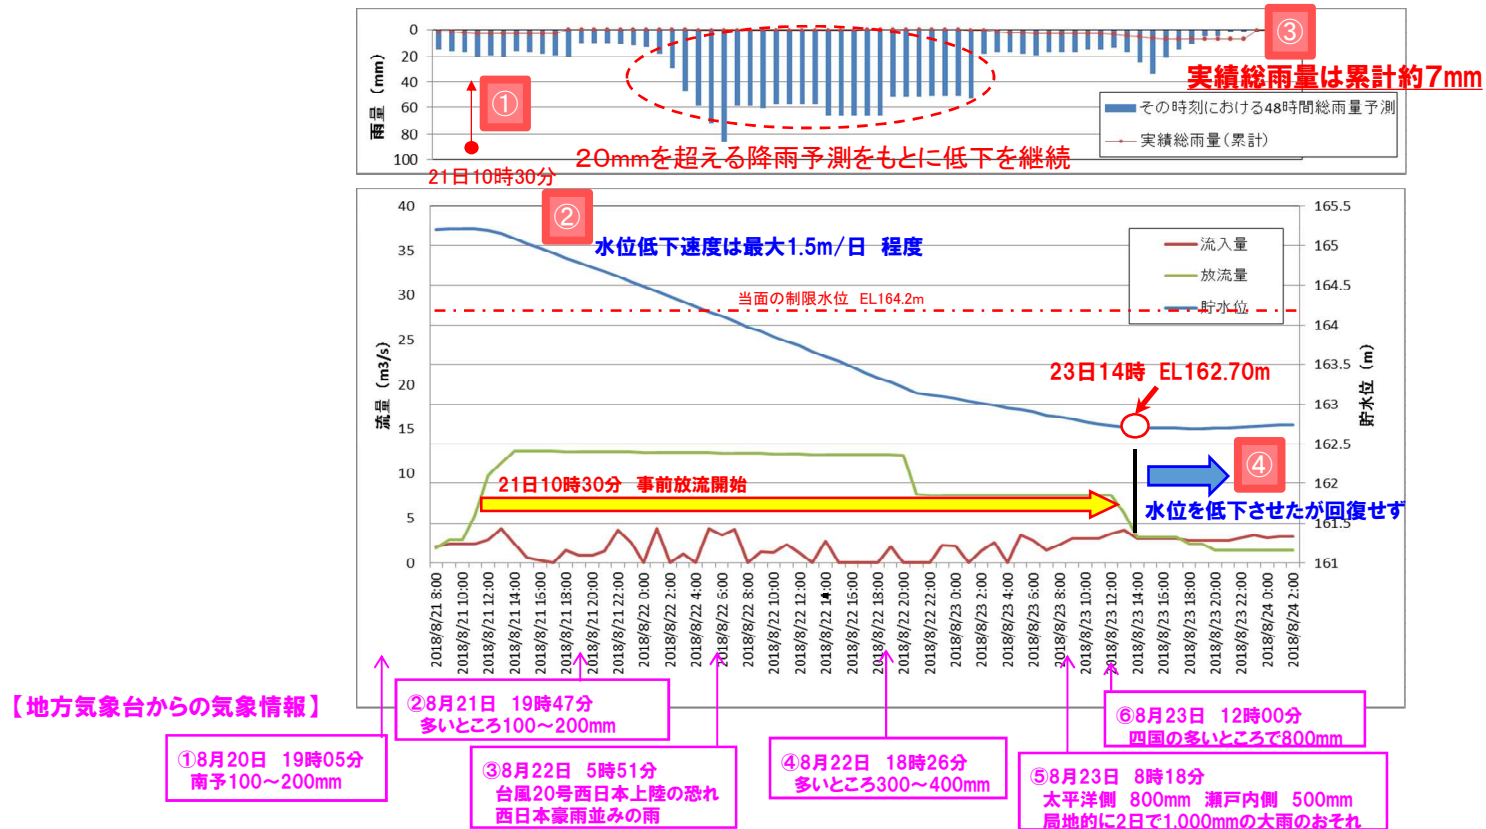 0
20
40
60
80
100
雨量 (mm)
①
21日10時30分
20mmを超える降雨予測をもとに低下を継続
③
実績総雨量は累計約7mm
その時刻における48時間総雨量予測
実績総雨量(累計)
②
水位低下速度は最大1.5m/日 程度
40
35
30
25
20
15
10
5
0
流量 (m3/s)
165.5
165
164.5
164
163.5
163
162.5
162
161.5
161
貯水位 (m)
流入量
放流量
貯水位
当面の制限水位 EL164.2m
23日14時 EL162.70m
④
21日10時30分 事前放流開始
水位を低下させたが回復せず
2018/8/21 8:00
2018/8/21 10:00
2018/8/21 12:00
2018/8/21 14:00
2018/8/21 16:00
2018/8/21 18:00
2018/8/21 20:00
2018/8/21 22:00
2018/8/22 0:00
2018/8/22 2:00
2018/8/22 4:00
2018/8/22 6:00
2018/8/22 8:00
2018/8/22 10:00
2018/8/22 12:00
2018/8/22 14:00
2018/8/22 16:00
2018/8/22 18:00
2018/8/22 20:00
2018/8/22 22:00
2018/8/23 0:00
2018/8/23 2:00
2018/8/23 4:00
2018/8/23 6:00
2018/8/23 8:00
2018/8/23 10:00
2018/8/23 12:00
2018/8/23 14:00
2018/8/23 16:00
2018/8/23 18:00
2018/8/23 20:00
2018/8/23 22:00
2018/8/24 0:00
2018/8/24 2:00
【地方気象台からの気象情報】
①8月20日 19時05分
南予100～200mm
②8月21日 19時47分
多いところ100～200mm
③8月22日 5時51分
台風20号西日本上陸の恐れ
西日本豪雨並みの雨
④8月22日 18時26分
多いところ300～400mm
⑤8月23日 8時18分
太平洋側 800mm 瀬戸内側 500mm
局地的に2日で1,000mmの大雨のおそれ
⑥8月23日 12時00分
四国の多いところで800mm